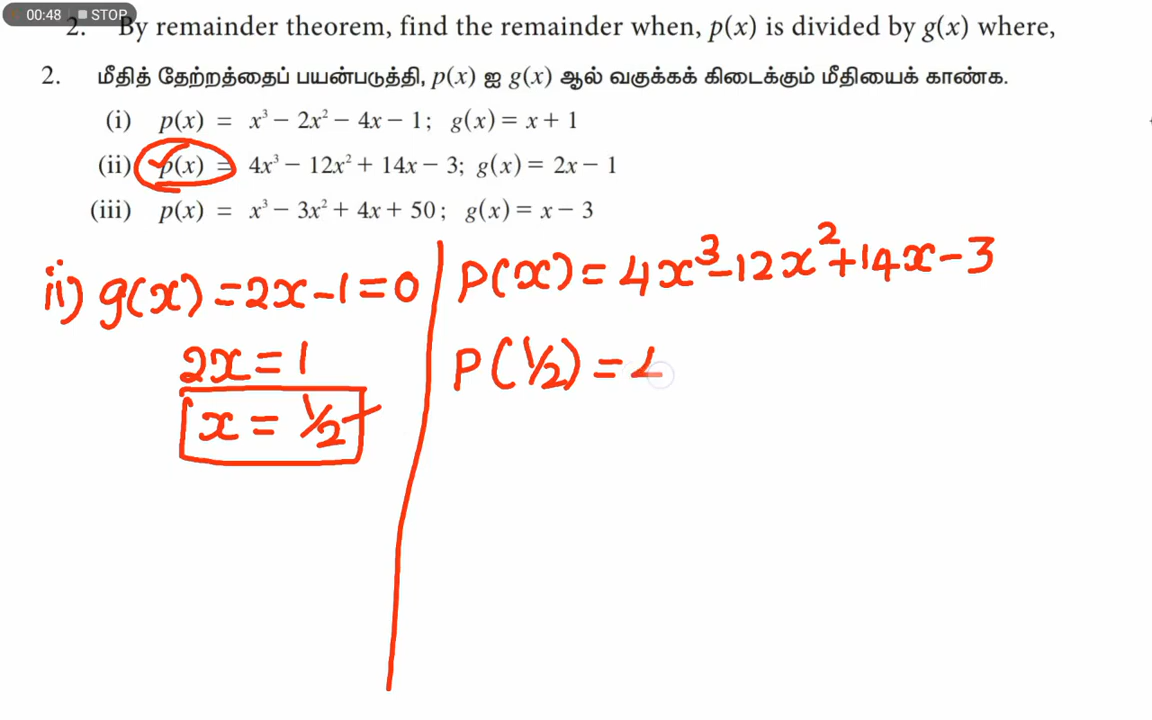 00:48 STOP
2. By remainder theorem, find the remainder when, p(x) is divided by g(x) where,
2. மீதித் தேற்றத்தைப் பயன்படுத்தி, p(x) ஐ g(x) ஆல் வகுக்கக் கிடைக்கும் மீதியைக் காண்க.
(i) p(x) = x³ − 2x² − 4x − 1; g(x) = x + 1
(ii) p(x) = 4x³ − 12x² + 14x − 3; g(x) = 2x − 1
(iii) p(x) = x³ − 3x² + 4x + 50; g(x) = x − 3
ii) g(x) = 2x − 1 = 0
2x = 1
x = 1/2
P(x) = 4x³ − 12x² + 14x − 3
P(1/2) = 4